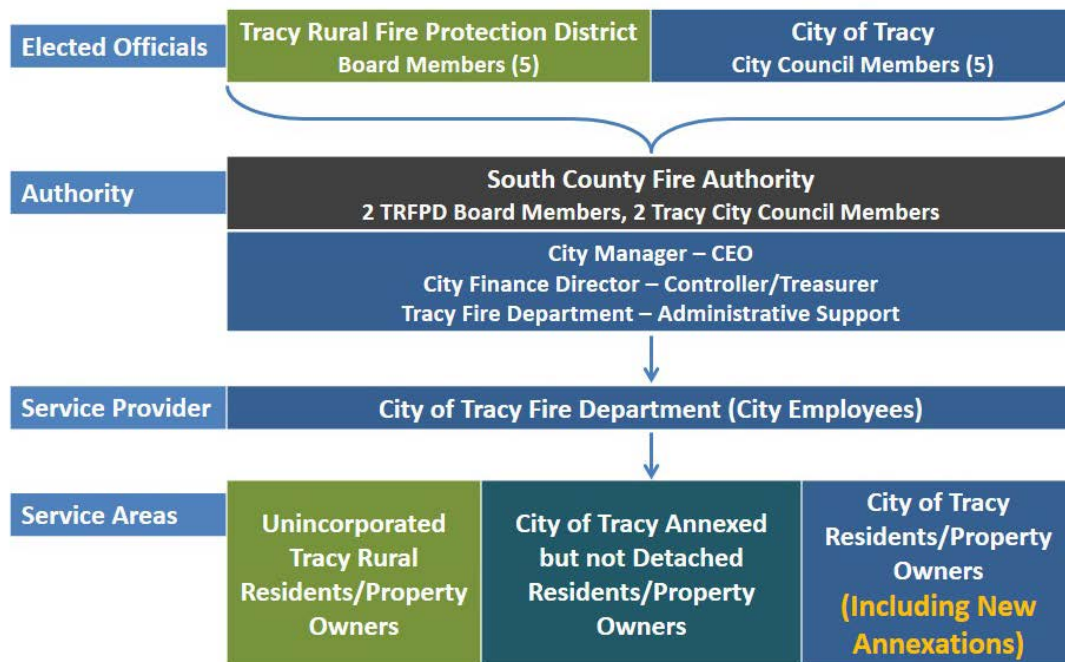 Elected Officials
Tracy Rural Fire Protection District
Board Members (5)
City of Tracy
City Council Members (5)
Authority
South County Fire Authority
2 TRFPD Board Members, 2 Tracy City Council Members
City Manager – CEO
City Finance Director – Controller/Treasurer
Tracy Fire Department – Administrative Support
Service Provider
City of Tracy Fire Department (City Employees)
Service Areas
Unincorporated
Tracy Rural
Residents/Property
Owners
City of Tracy Annexed
but not Detached
Residents/Property
Owners
City of Tracy
Residents/Property
Owners
(Including New
Annexations)